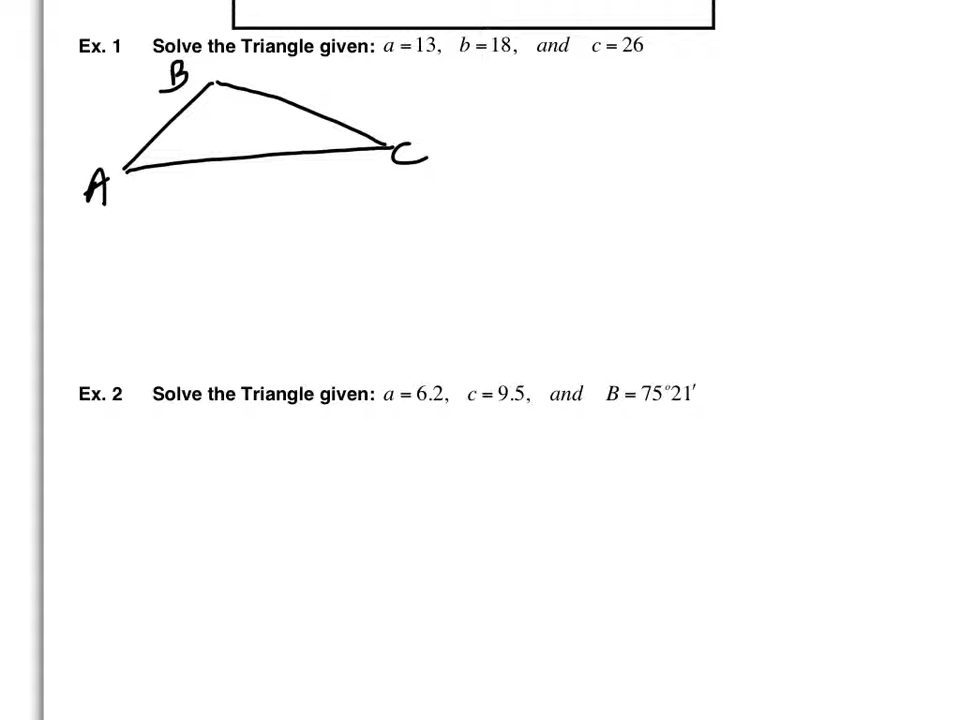 Ex. 1 Solve the Triangle given: a = 13, b = 18, and c = 26
B
C
A
Ex. 2 Solve the Triangle given: a = 6.2, c = 9.5, and B = 75°21′